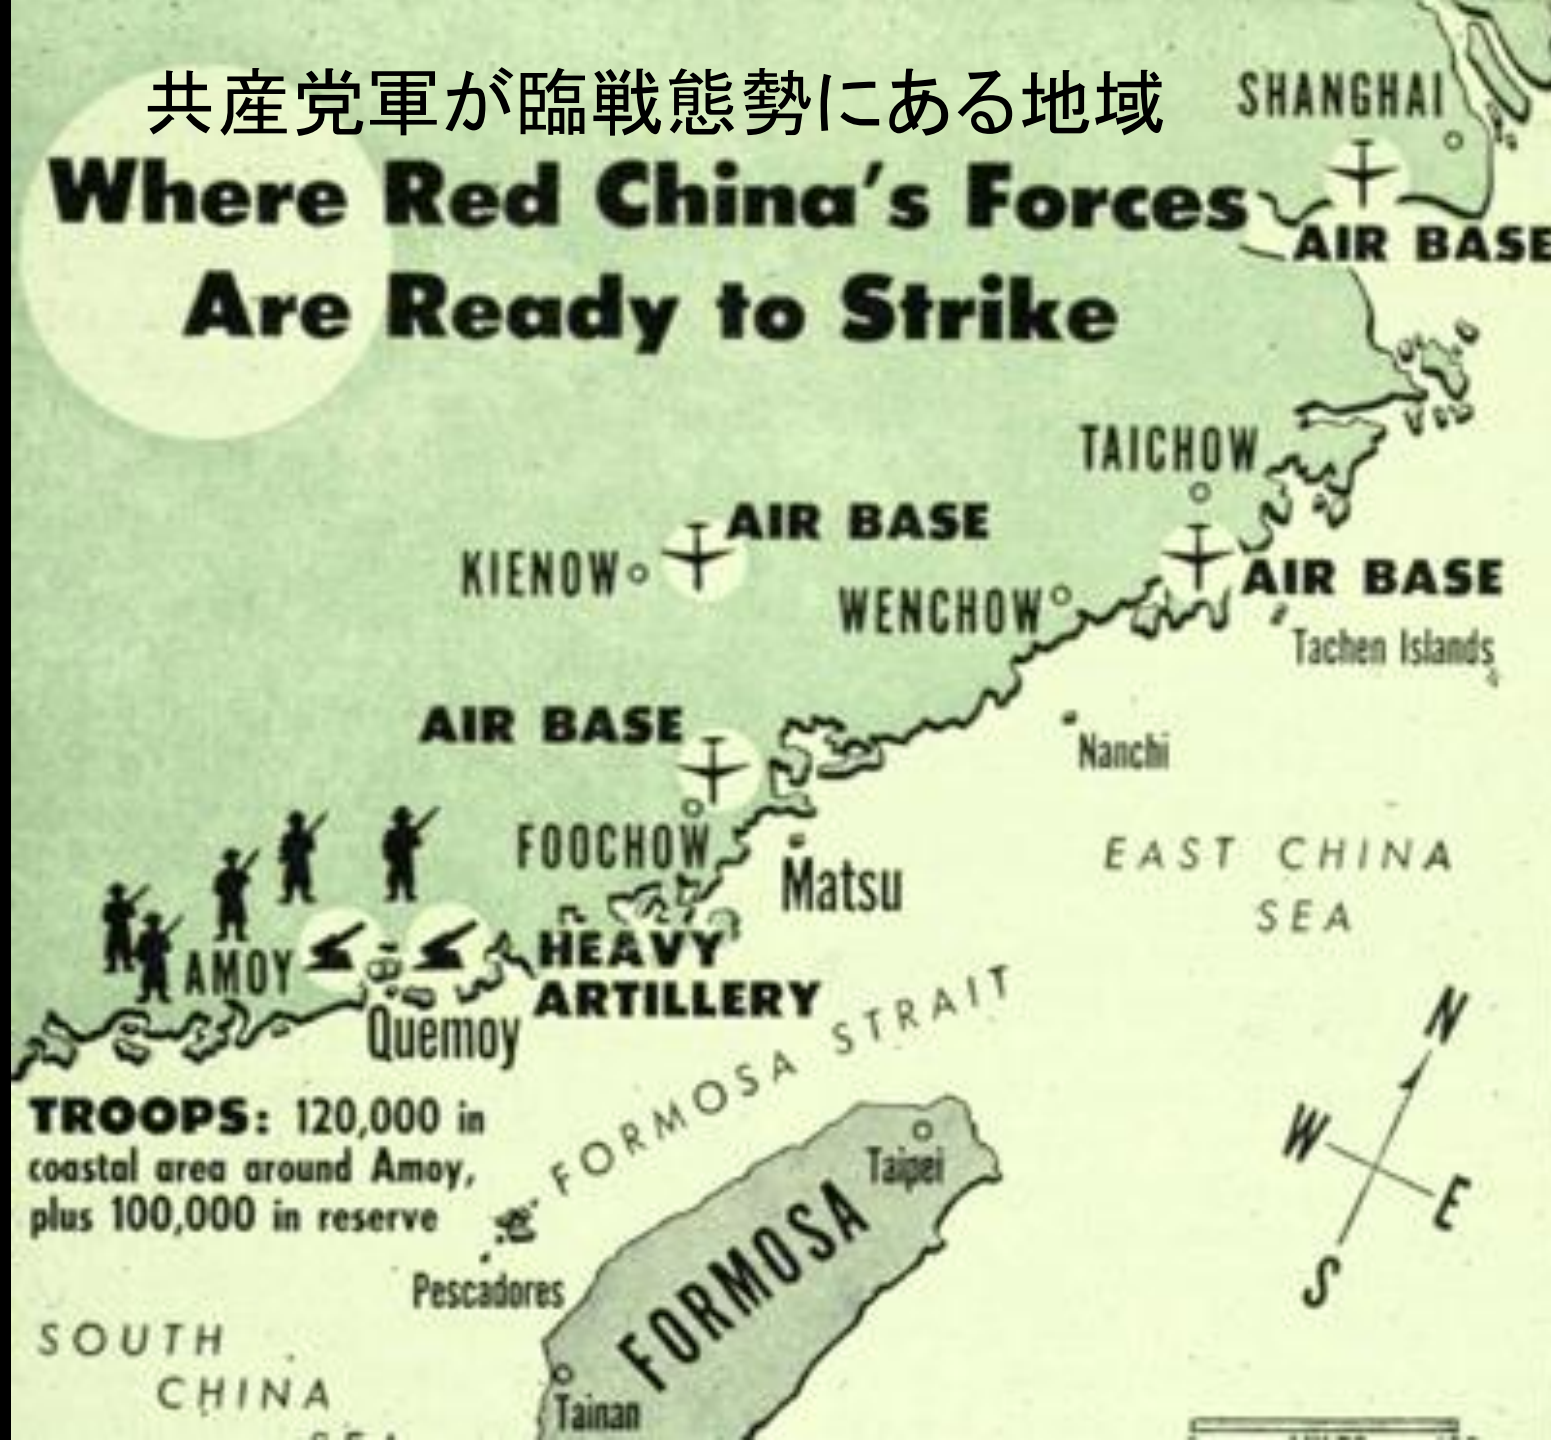 共産党軍が臨戦態勢にある地域
SHANGHAI
Where Red China's Forces
AIR BASE
Are Ready to Strike
TAICHOW
AIR BASE
KIENOW
AIR BASE
WENCHOW
Tachen Islands
AIR BASE
Nanchi
FOOCHOW
EAST CHINA
SEA
Matsu
AMOY
HEAVY
ARTILLERY
Quemoy
FORMOSA STRAIT
N
W
E
S
TROOPS: 120,000 in
coastal area around Amoy,
plus 100,000 in reserve
Taipei
FORMOSA
Pescadores
SOUTH
CHINA
Tainan